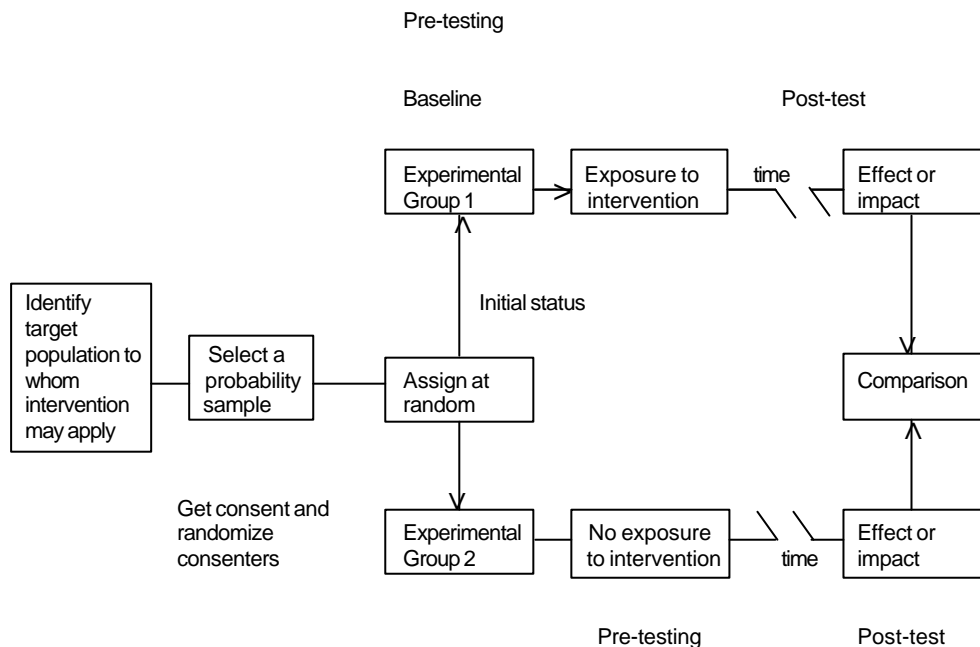 Pre-testing
Baseline
Post-test
Experimental
Group 1
Exposure to
intervention
time
Effect or
impact
Initial status
Identify
target
population to
whom
intervention
may apply
Select a
probability
sample
Assign at
random
Comparison
Get consent and
randomize
consenters
Experimental
Group 2
No exposure
to intervention
time
Effect or
impact
Pre-testing
Post-test